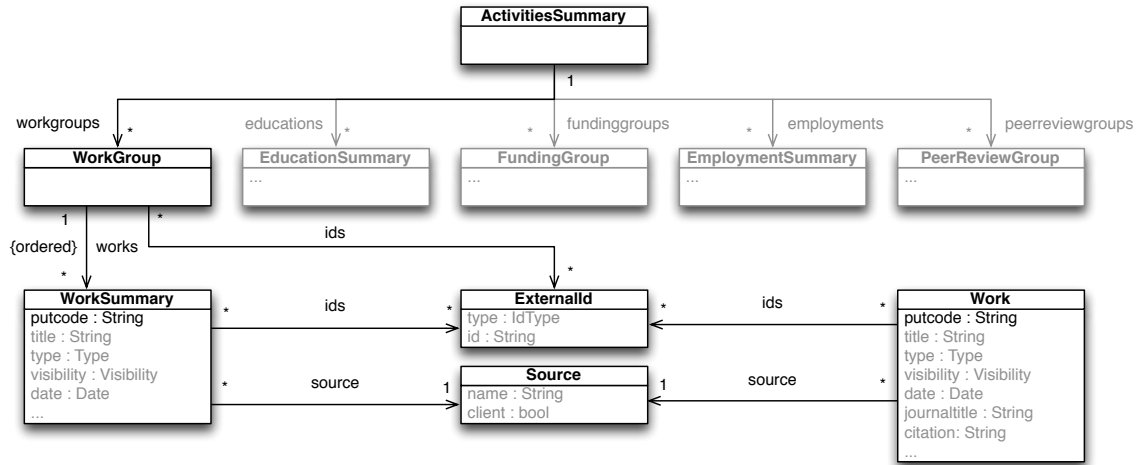 ActivitiesSummary
1
workgroups
*
educations
*
*
fundinggroups
*
employments
*
peerreviewgroups
WorkGroup
EducationSummary
...
FundingGroup
...
EmploymentSummary
...
PeerReviewGroup
...
1
*
{ordered}
works
ids
*
*
WorkSummary
putcode : String
title : String
type : Type
visibility : Visibility
date : Date
...
*
ids
*
ExternalId
type : IdType
id : String
*
ids
*
*
source
1
Source
name : String
client : bool
1
source
*
Work
putcode : String
title : String
type : Type
visibility : Visibility
date : Date
journaltitle : String
citation: String
...